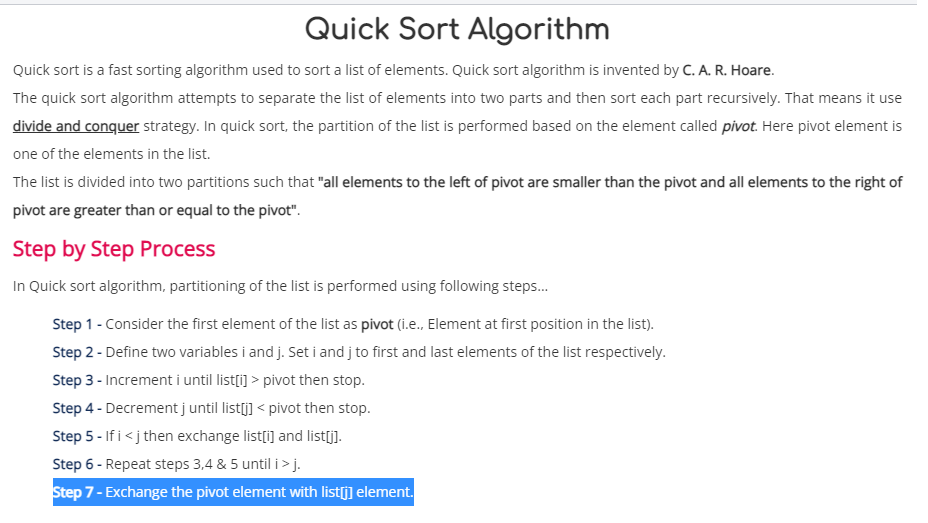 Quick Sort Algorithm
Quick sort is a fast sorting algorithm used to sort a list of elements. Quick sort algorithm is invented by C. A. R. Hoare.
The quick sort algorithm attempts to separate the list of elements into two parts and then sort each part recursively. That means it use
divide and conquer strategy. In quick sort, the partition of the list is performed based on the element called pivot. Here pivot element is
one of the elements in the list.
The list is divided into two partitions such that "all elements to the left of pivot are smaller than the pivot and all elements to the right of
pivot are greater than or equal to the pivot".
Step by Step Process
In Quick sort algorithm, partitioning of the list is performed using following steps...
Step 1 - Consider the first element of the list as pivot (i.e., Element at first position in the list).
Step 2 - Define two variables i and j. Set i and j to first and last elements of the list respectively.
Step 3 - Increment i until list[i] > pivot then stop.
Step 4 - Decrement j until list[j] < pivot then stop.
Step 5 - If i < j then exchange list[i] and list[j].
Step 6 - Repeat steps 3,4 & 5 until i > j.
Step 7 - Exchange the pivot element with list[j] element.